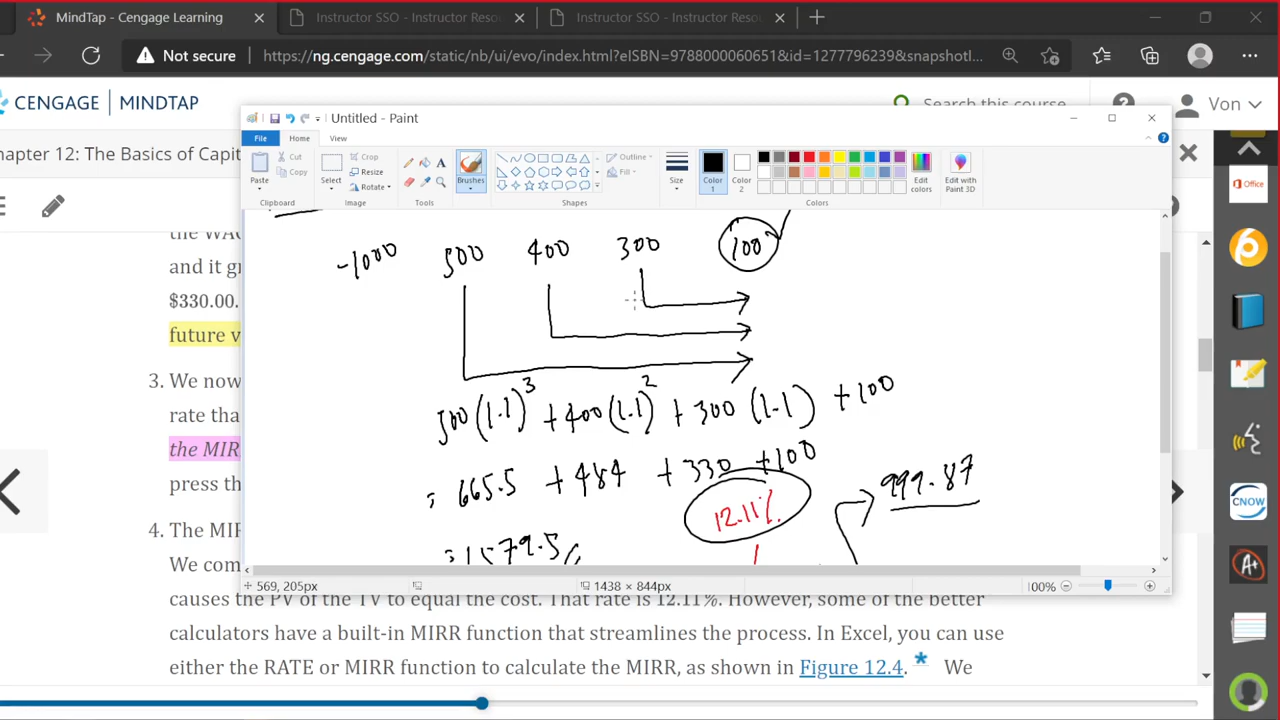 MindTap - Cengage Learning
Instructor SSO - Instructor Reso
Instructor SSO - Instructor Reso
Not secure
https://ng.cengage.com/static/nb/ui/evo/index.html?eISBN=9788000060651&id=1277796239&snapshotI...
CENGAGE | MINDTAP
Search this course
Von
Chapter 12: The Basics of Capit
Office
CNOW
A+
the WAC
and it gr
$330.00.
future v
3. We now
rate tha
the MIRR
press th
4. The MIR
We com
causes the PV of the TV to equal the cost. That rate is 12.11%. However, some of the better
calculators have a built-in MIRR function that streamlines the process. In Excel, you can use
either the RATE or MIRR function to calculate the MIRR, as shown in Figure 12.4. * We
Untitled - Paint
File Home View
Paste
Cut
Copy
Clipboard
Select
Crop
Resize
Rotate
Image
Tools
Brushes
Shapes
Outline
Fill
Size
Color 1
Color 2
Edit colors
Edit with Paint 3D
Colors
-1000 500 400 300 100
500(1.1)3 + 400(1.1)2 + 300(1.1) + 100
= 665.5 + 484 + 330 + 100
12.11%
999.87
= 1579.5
569, 205px
1438 × 844px
100%